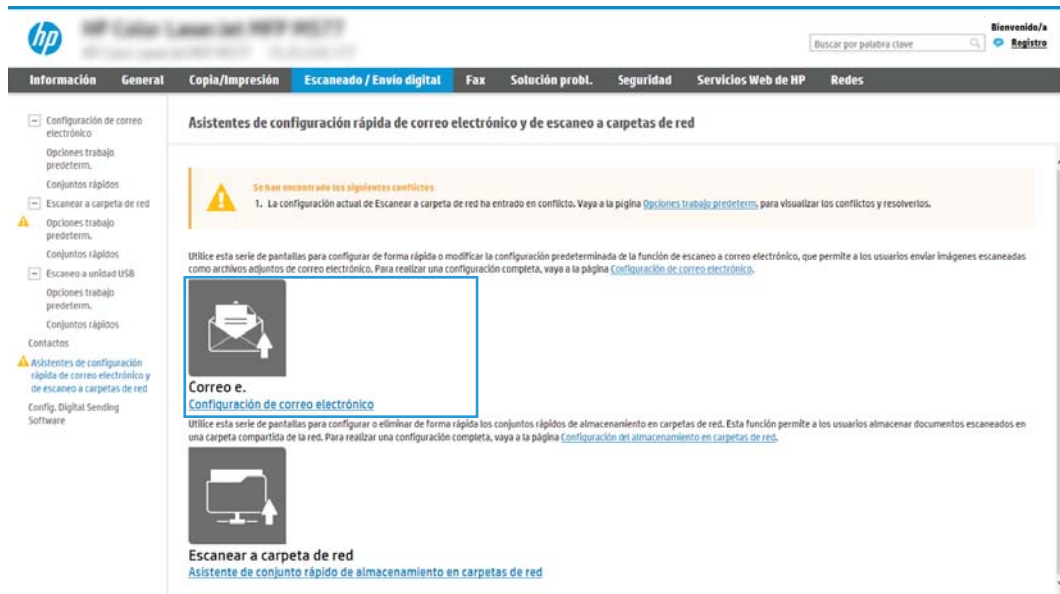 hp
Bienvenido/a
Buscar por palabra clave
Registro
Información General Copia/Impresión Escaneado / Envío digital Fax Solución probl. Seguridad Servicios Web de HP Redes
Configuración de correo
electrónico
Opciones trabajo
predeterm.
Conjuntos rápidos
Escanear a carpeta de red
Opciones trabajo
predeterm.
Conjuntos rápidos
Escaneo a unidad USB
Opciones trabajo
predeterm.
Conjuntos rápidos
Contactos
Asistentes de configuración
rápida de correo electrónico y
de escaneo a carpetas de red
Config. Digital Sending
Software
Asistentes de configuración rápida de correo electrónico y de escaneo a carpetas de red
Se han encontrado los siguientes conflictos
1. La configuración actual de Escanear a carpeta de red ha entrado en conflicto. Vaya a la página Opciones trabajo predeterm. para visualizar los conflictos y resolverlos.
Utilice esta serie de pantallas para configurar de forma rápida o modificar la configuración predeterminada de la función de escaneo a correo electrónico, que permite a los usuarios enviar imágenes escaneadas
como archivos adjuntos de correo electrónico. Para realizar una configuración completa, vaya a la página Configuración de correo electrónico.
Correo e.
Configuración de correo electrónico
Utilice esta serie de pantallas para configurar o eliminar de forma rápida los conjuntos rápidos de almacenamiento en carpetas de red. Esta función permite a los usuarios almacenar documentos escaneados en
una carpeta compartida de la red. Para realizar una configuración completa, vaya a la página Configuración del almacenamiento en carpetas de red.
Escanear a carpeta de red
Asistente de conjunto rápido de almacenamiento en carpetas de red